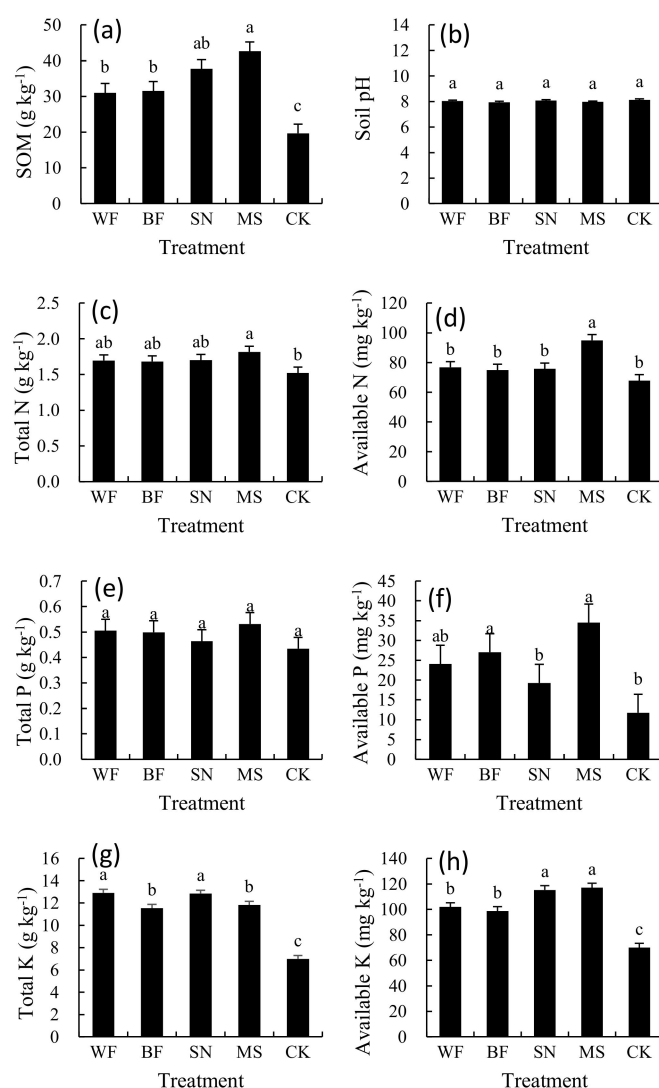 (a)
SOM (g kg⁻¹)
50
40
30
20
10
0
b b ab a c
WF BF SN MS CK
Treatment
(b)
Soil pH
16
14
12
10
8
6
4
2
0
a a a a a
WF BF SN MS CK
Treatment
(c)
Total N (g kg⁻¹)
2.5
2.0
1.5
1.0
0.5
0.0
ab ab ab a b
WF BF SN MS CK
Treatment
(d)
Available N (mg kg⁻¹)
120
100
80
60
40
20
0
b b b a b
WF BF SN MS CK
Treatment
(e)
Total P (g kg⁻¹)
0.7
0.6
0.5
0.4
0.3
0.2
0.1
0.0
a a a a a
WF BF SN MS CK
Treatment
(f)
Available P (mg kg⁻¹)
45
40
35
30
25
20
15
10
5
0
ab a b a b
WF BF SN MS CK
Treatment
(g)
Total K (g kg⁻¹)
16
14
12
10
8
6
4
2
0
a b a b c
WF BF SN MS CK
Treatment
(h)
Available K (mg kg⁻¹)
140
120
100
80
60
40
20
0
b b a a c
WF BF SN MS CK
Treatment